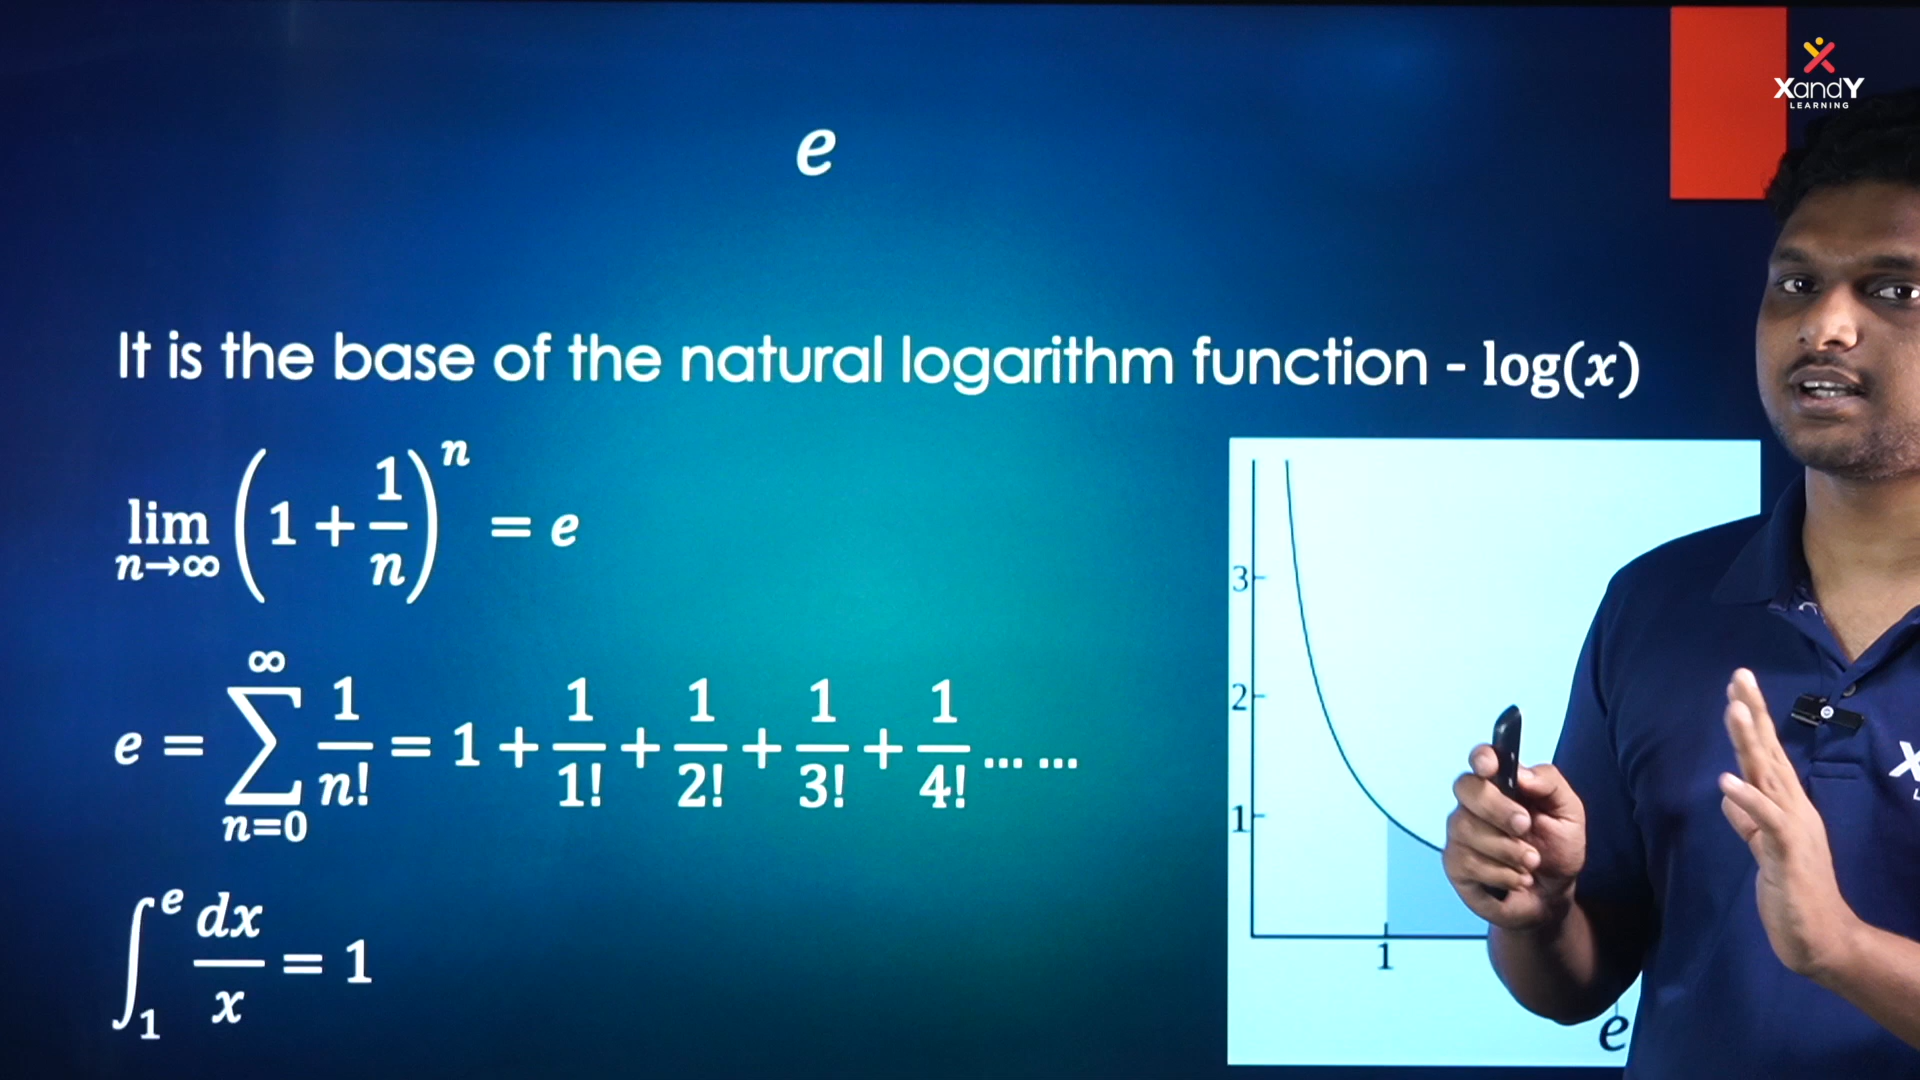 XandY
LEARNING
e
It is the base of the natural logarithm function - log(x)
lim n→∞ (1 + 1/n)^n = e
e = ∑_{n=0}^{∞} 1/n! = 1 + 1/1! + 1/2! + 1/3! + 1/4! ... ...
∫_1^e dx/x = 1
3
2
1
1
e
X